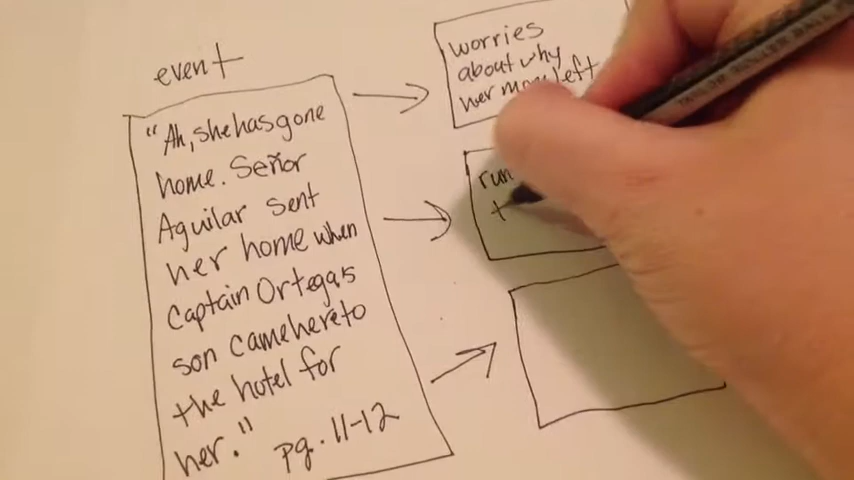 event
"Ah, she has gone
home. Señor
Aguilar sent
her home when
Captain Ortega's
son came here to
the hotel for
her." pg. 11-12
worries
about why
her mom left
run
t